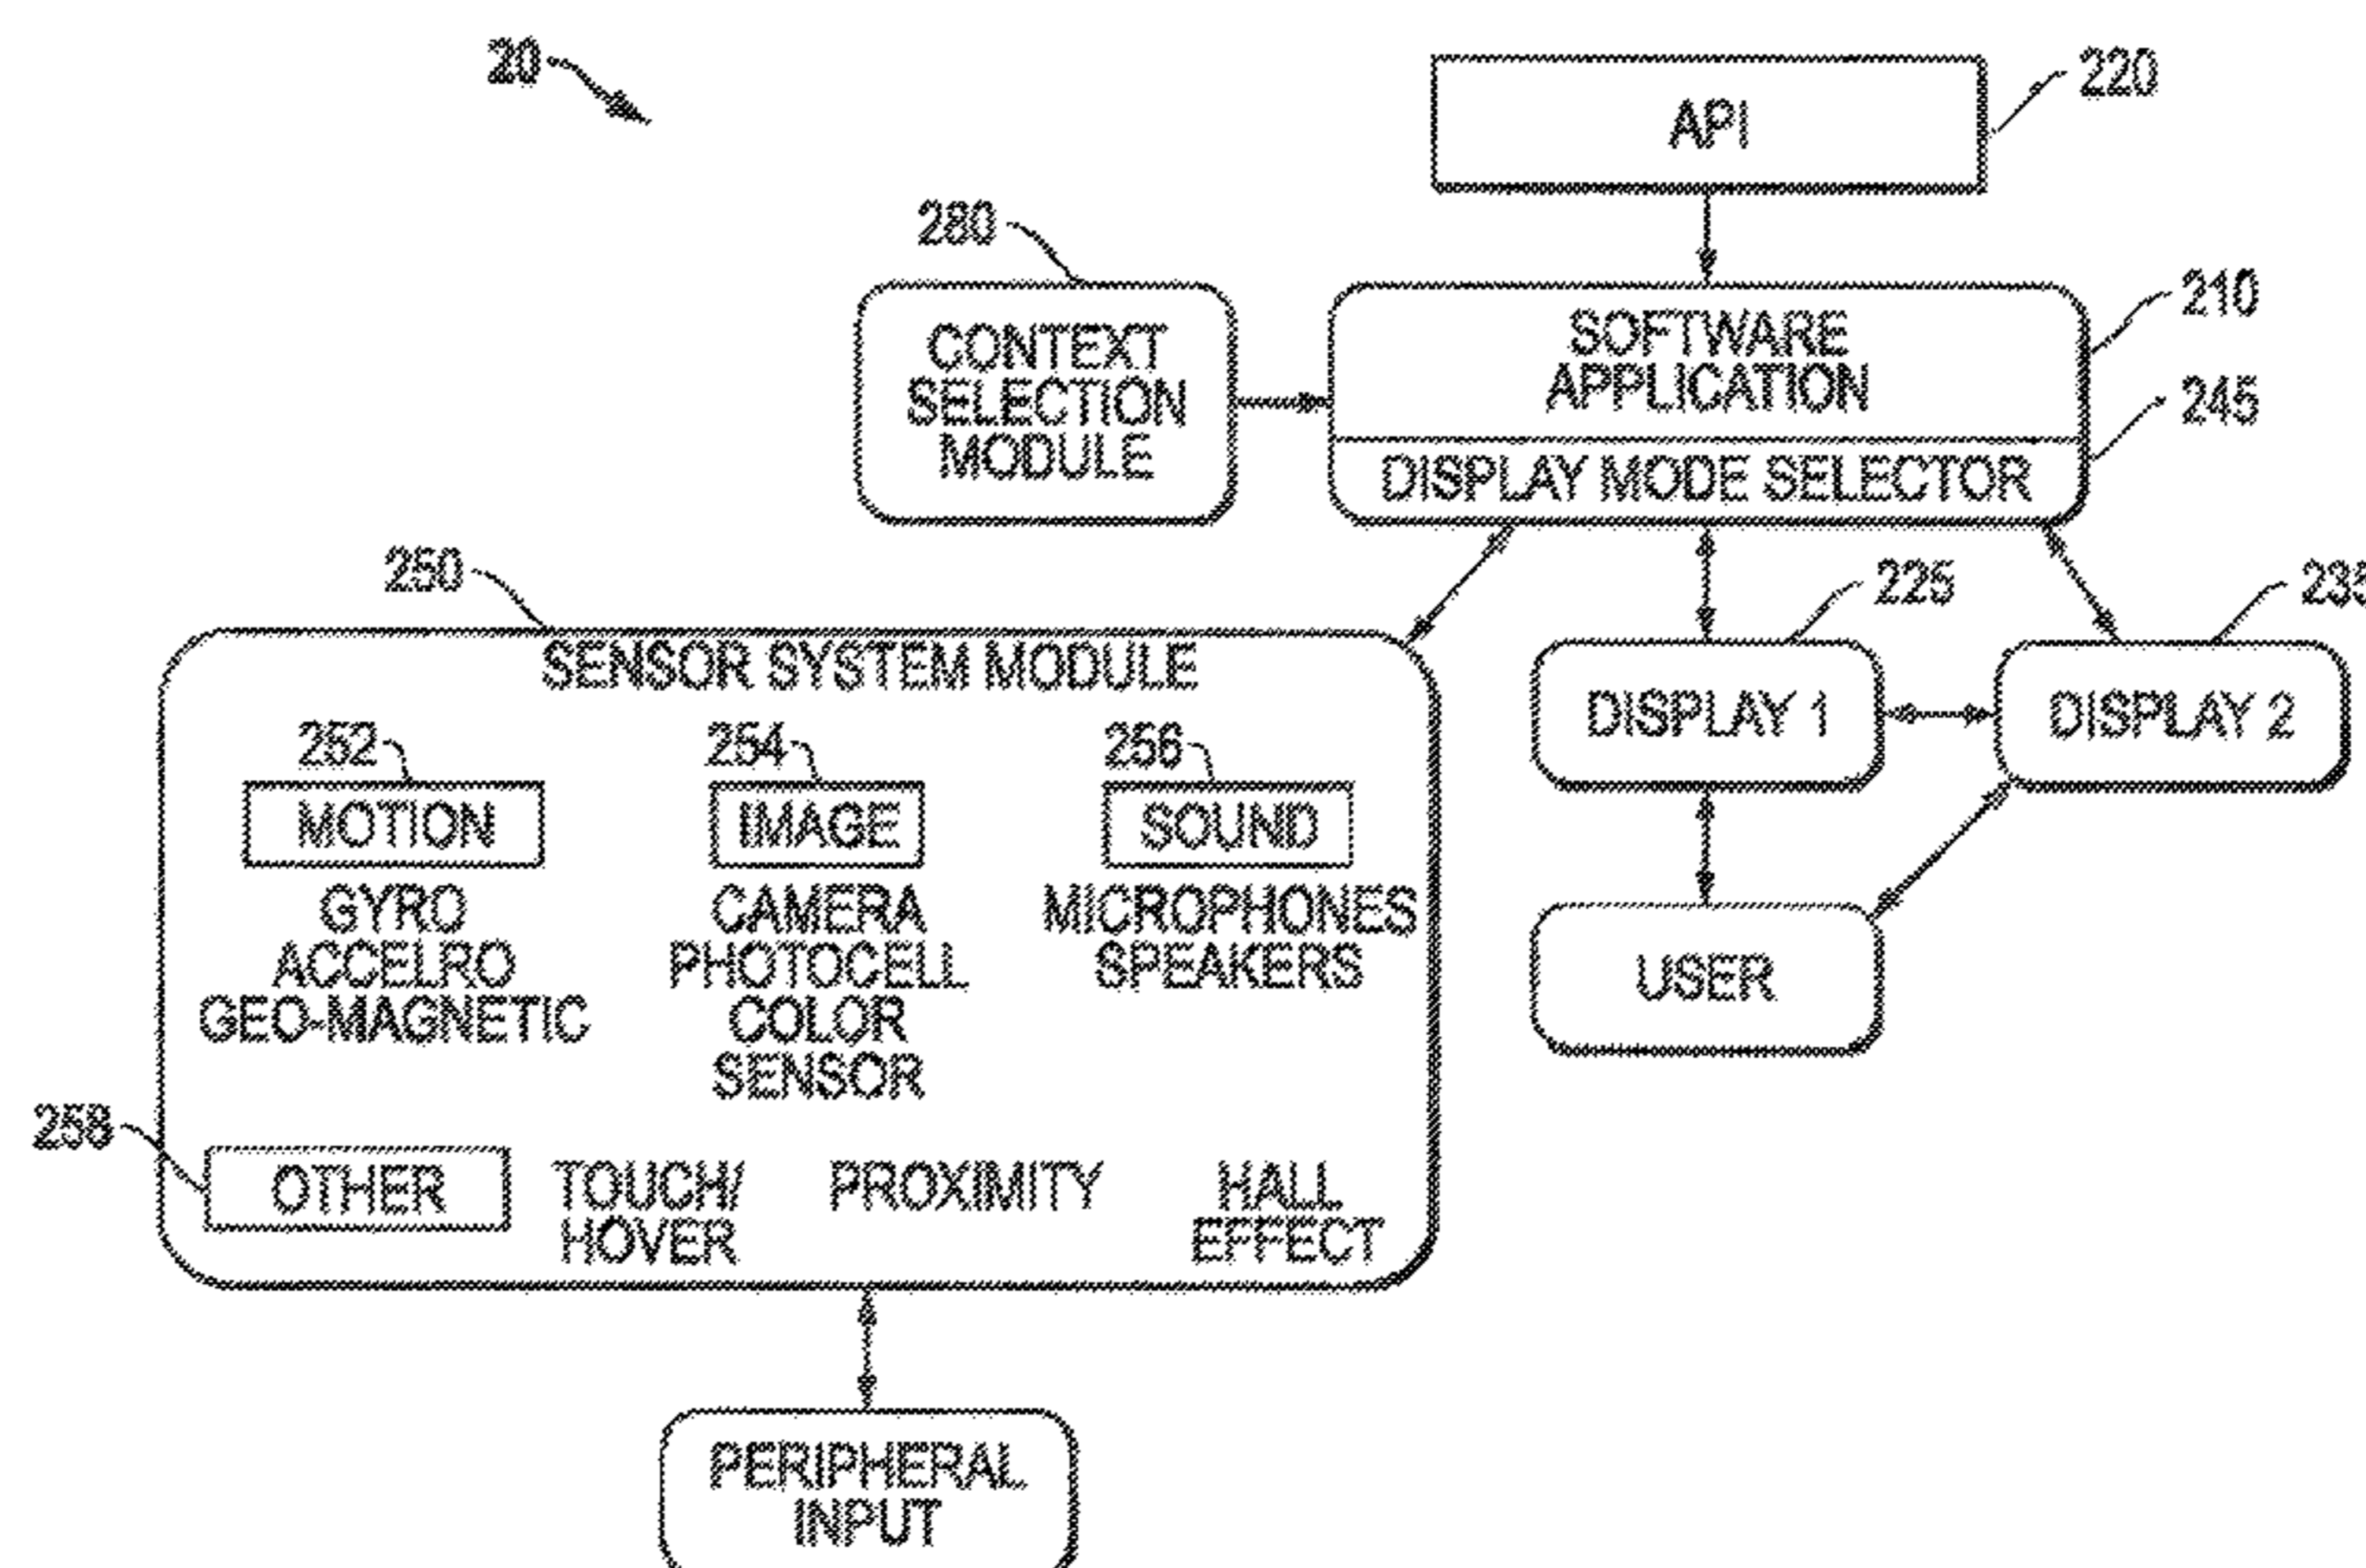 20
API
220
280
CONTEXT
SELECTION
MODULE
SOFTWARE
APPLICATION
210
245
DISPLAY MODE SELECTOR
250
225
235
SENSOR SYSTEM MODULE
DISPLAY 1
DISPLAY 2
252
254
256
MOTION
IMAGE
SOUND
GYRO
ACCELRO
GEO-MAGNETIC
CAMERA
PHOTOCELL
COLOR
SENSOR
MICROPHONES
SPEAKERS
USER
258
OTHER
TOUCH/
HOVER
PROXIMITY
HALL
EFFECT
PERIPHERAL
INPUT